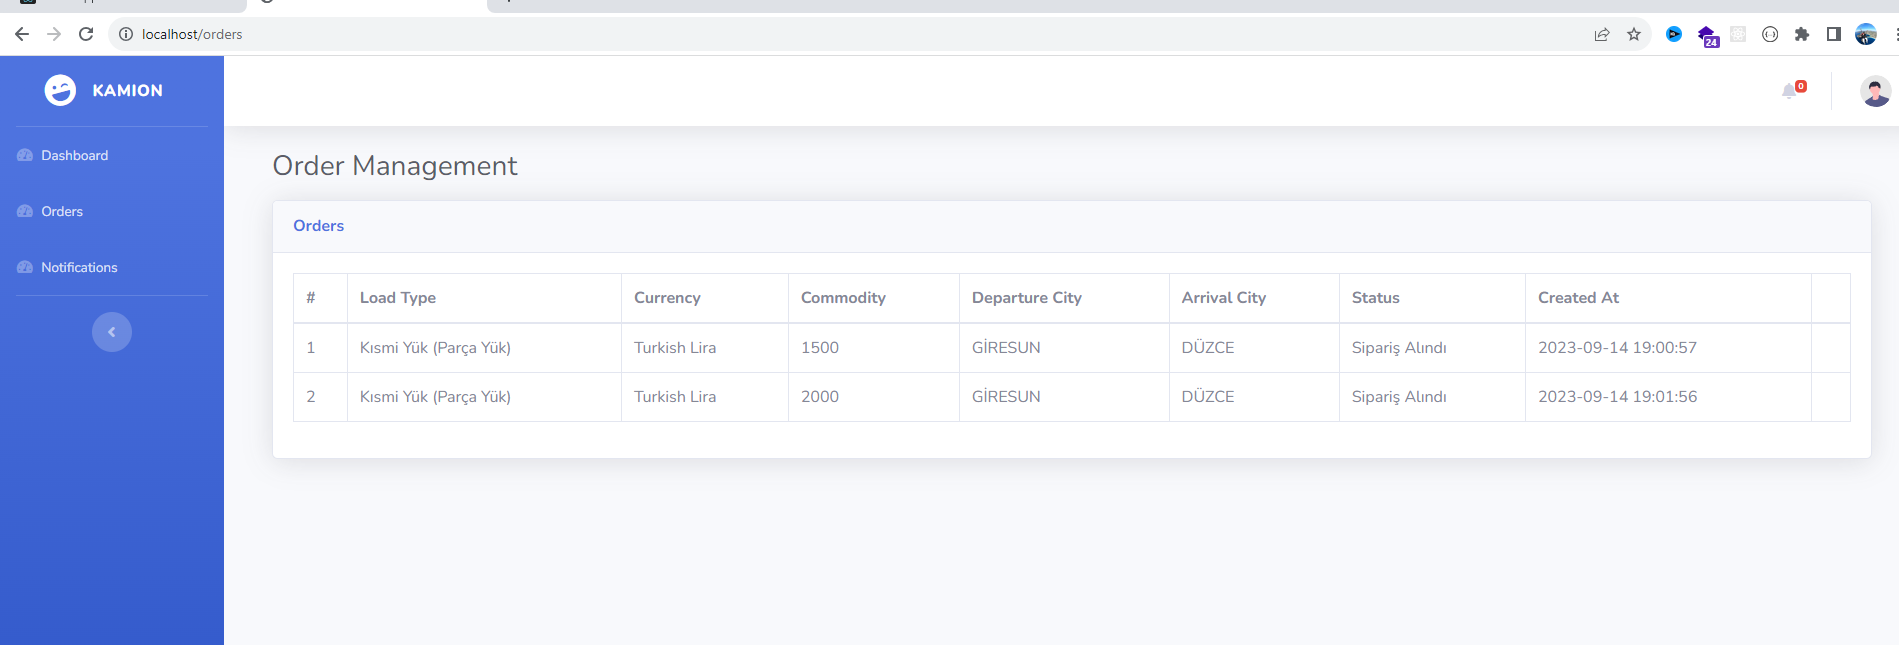 localhost/orders
24
KAMION
0
Dashboard
Orders
Notifications
Order Management
Orders
# Load Type Currency Commodity Departure City Arrival City Status Created At
1 Kısmi Yük (Parça Yük) Turkish Lira 1500 GİRESUN DÜZCE Sipariş Alındı 2023-09-14 19:00:57
2 Kısmi Yük (Parça Yük) Turkish Lira 2000 GİRESUN DÜZCE Sipariş Alındı 2023-09-14 19:01:56